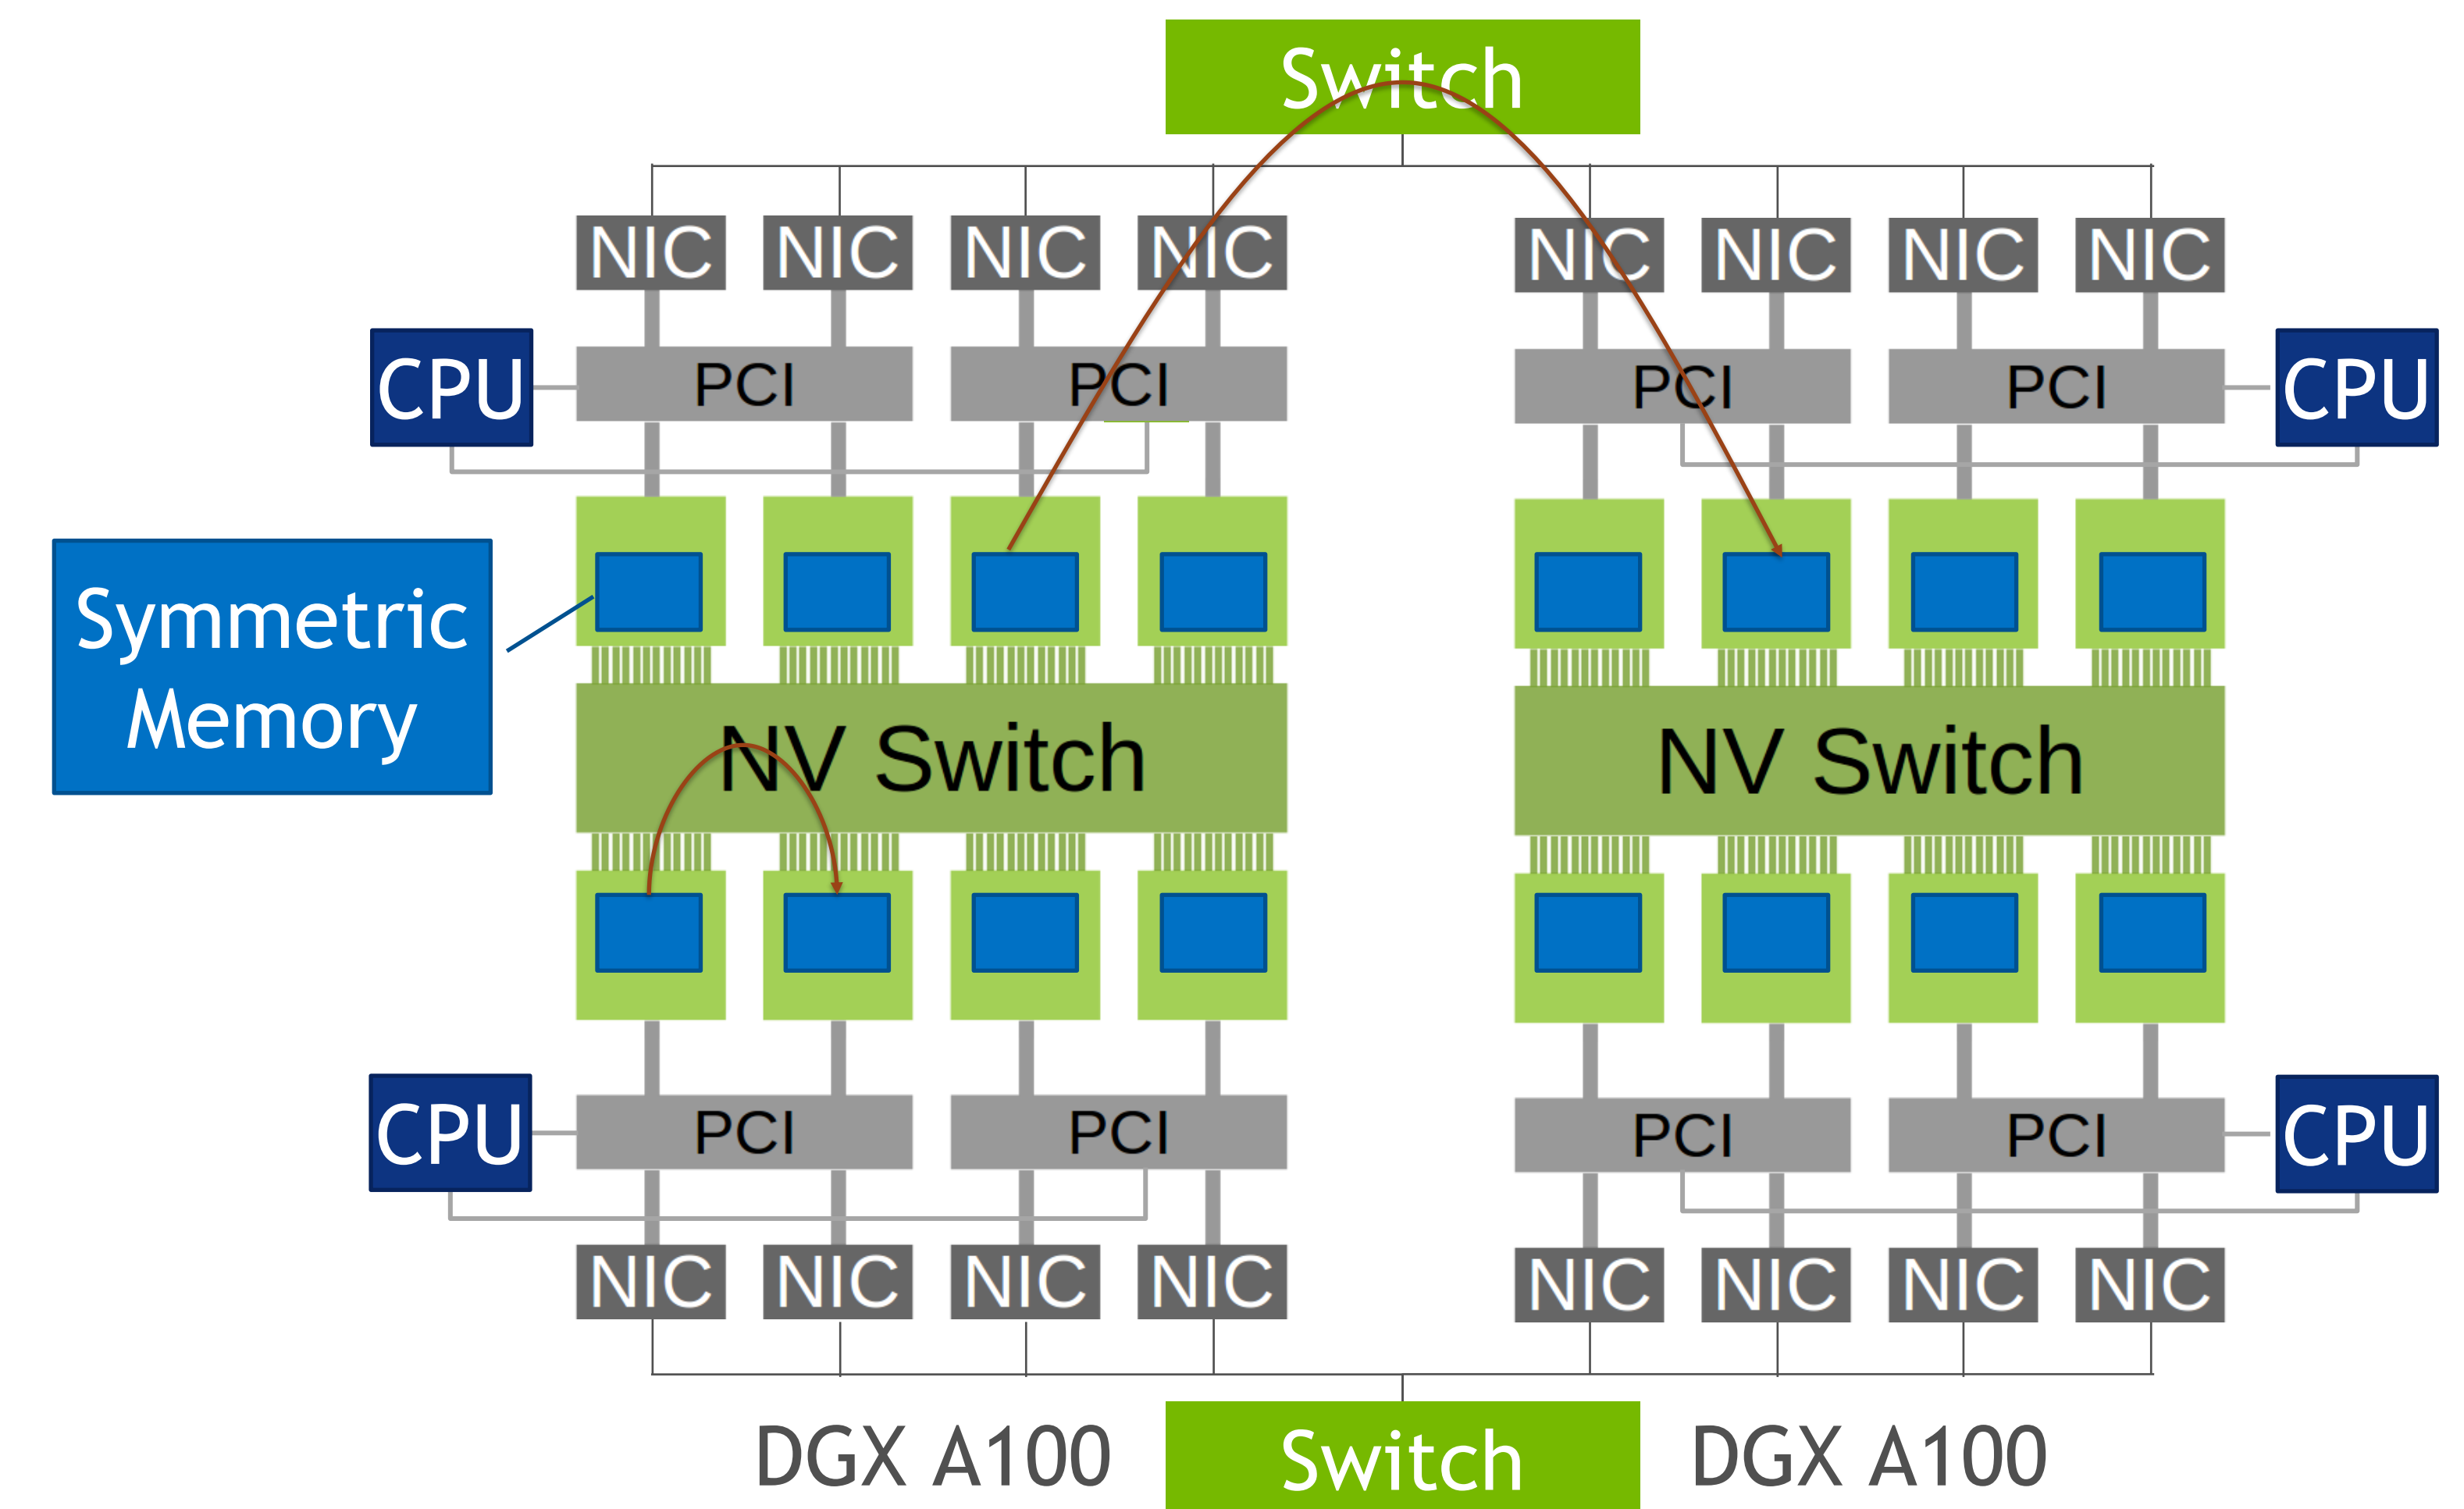 Switch
NIC NIC NIC NIC NIC NIC NIC NIC
CPU PCI PCI PCI PCI CPU
Symmetric
Memory
NV Switch NV Switch
CPU PCI PCI PCI PCI CPU
NIC NIC NIC NIC NIC NIC NIC NIC
DGX A100 Switch DGX A100